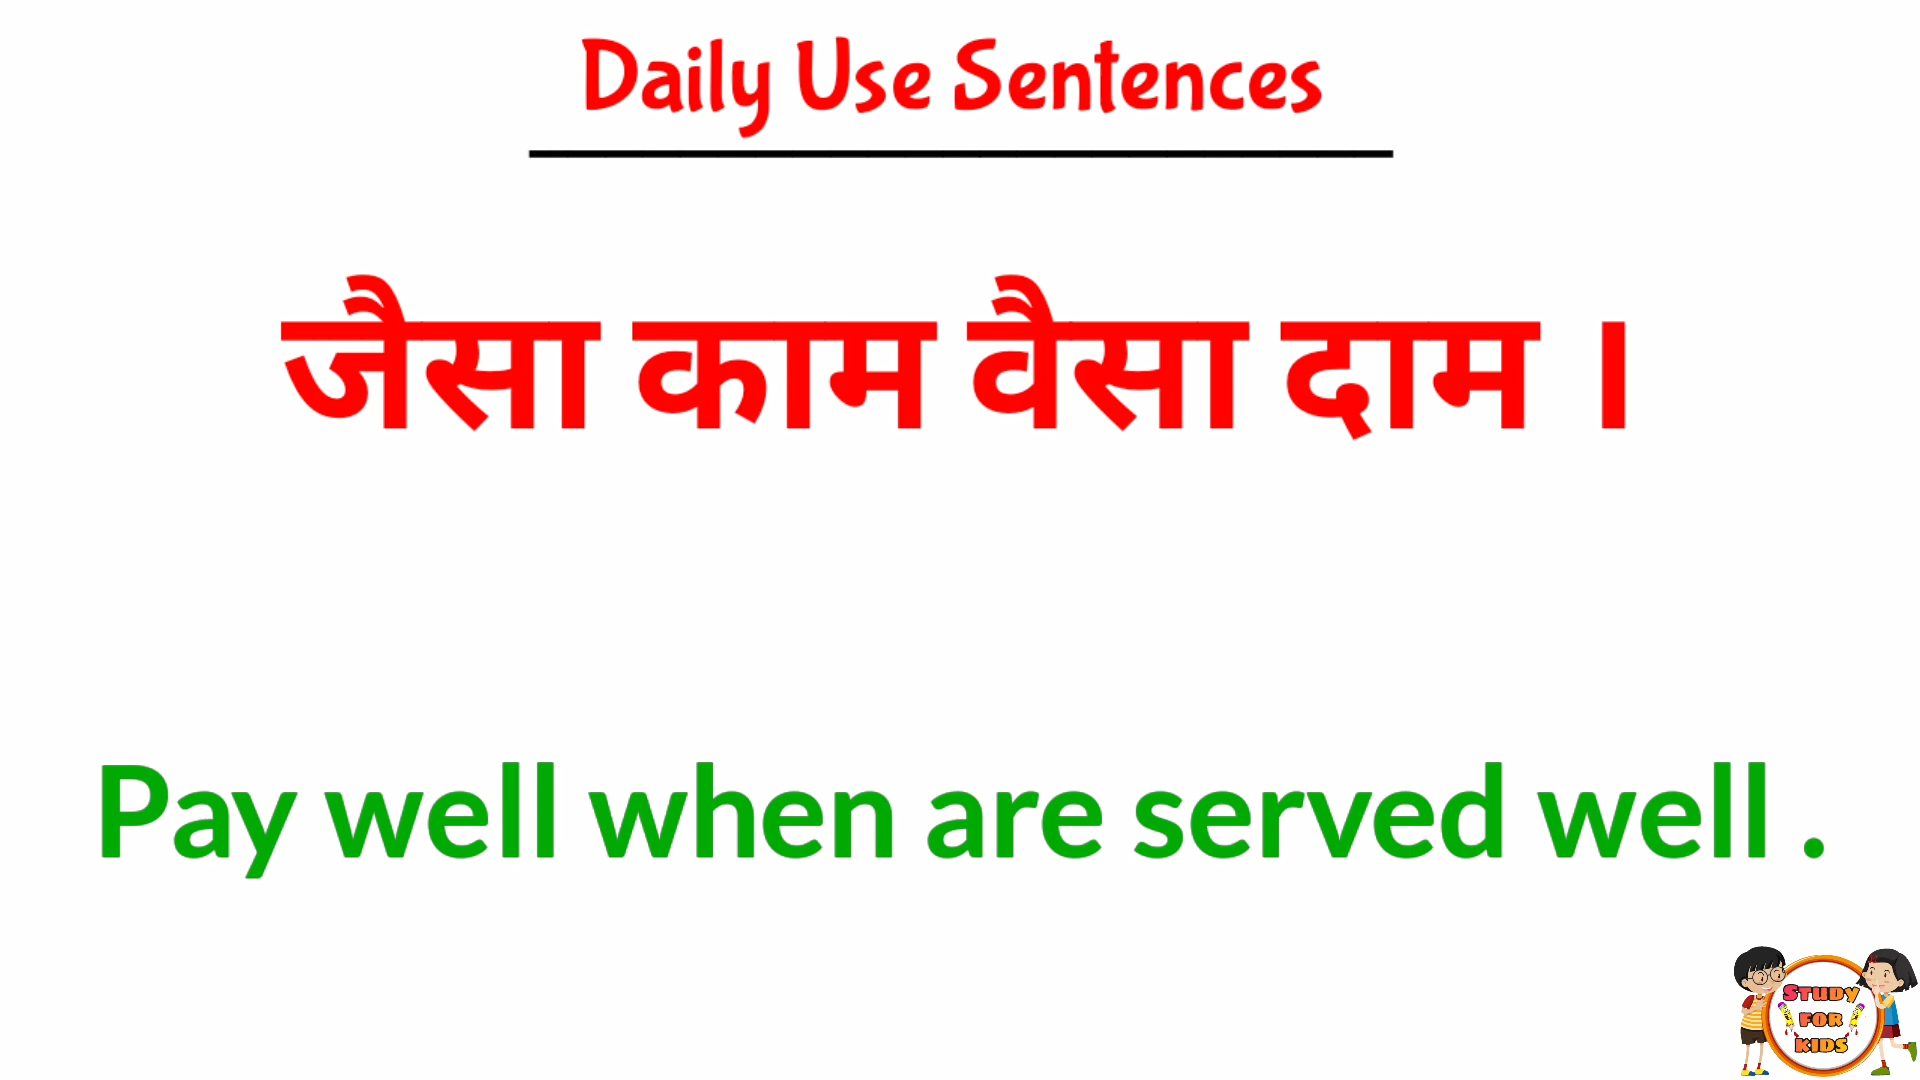 Daily Use Sentences
जैसा काम वैसा दाम ।
Pay well when are served well .
STUDY
FOR
KIDS